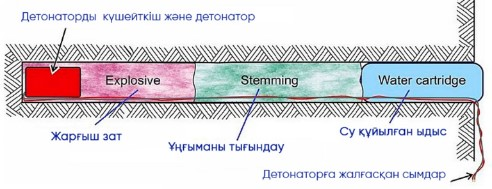 Детонаторды күшейткіш және детонатор
Explosive
Stemming
Water cartridge
Жарғыш зат
Ұңғыманы тығындау
Су құйылған ыдыс
Детонаторға жалғасқан сымдар